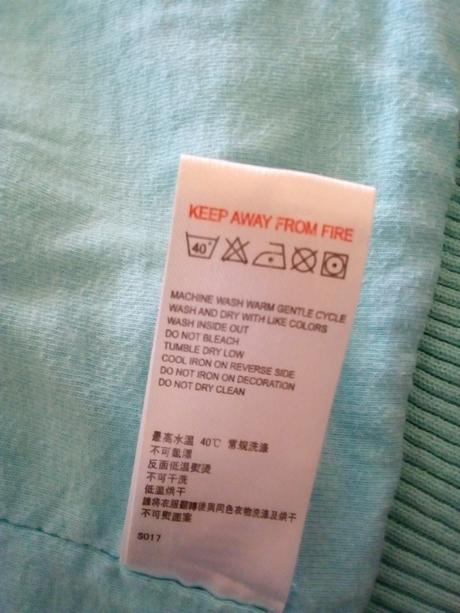 KEEP AWAY FROM FIRE
40°
MACHINE WASH WARM GENTLE CYCLE
WASH AND DRY WITH LIKE COLORS
WASH INSIDE OUT
DO NOT BLEACH
TUMBLE DRY LOW
COOL IRON ON REVERSE SIDE
DO NOT IRON ON DECORATION
DO NOT DRY CLEAN
最高水溫 40℃ 常規洗滌
不可氯漂
反面低溫熨燙
不可干洗
低溫烘干
請將衣服翻轉後與同色衣物洗滌及烘干
不可熨圖案
S017